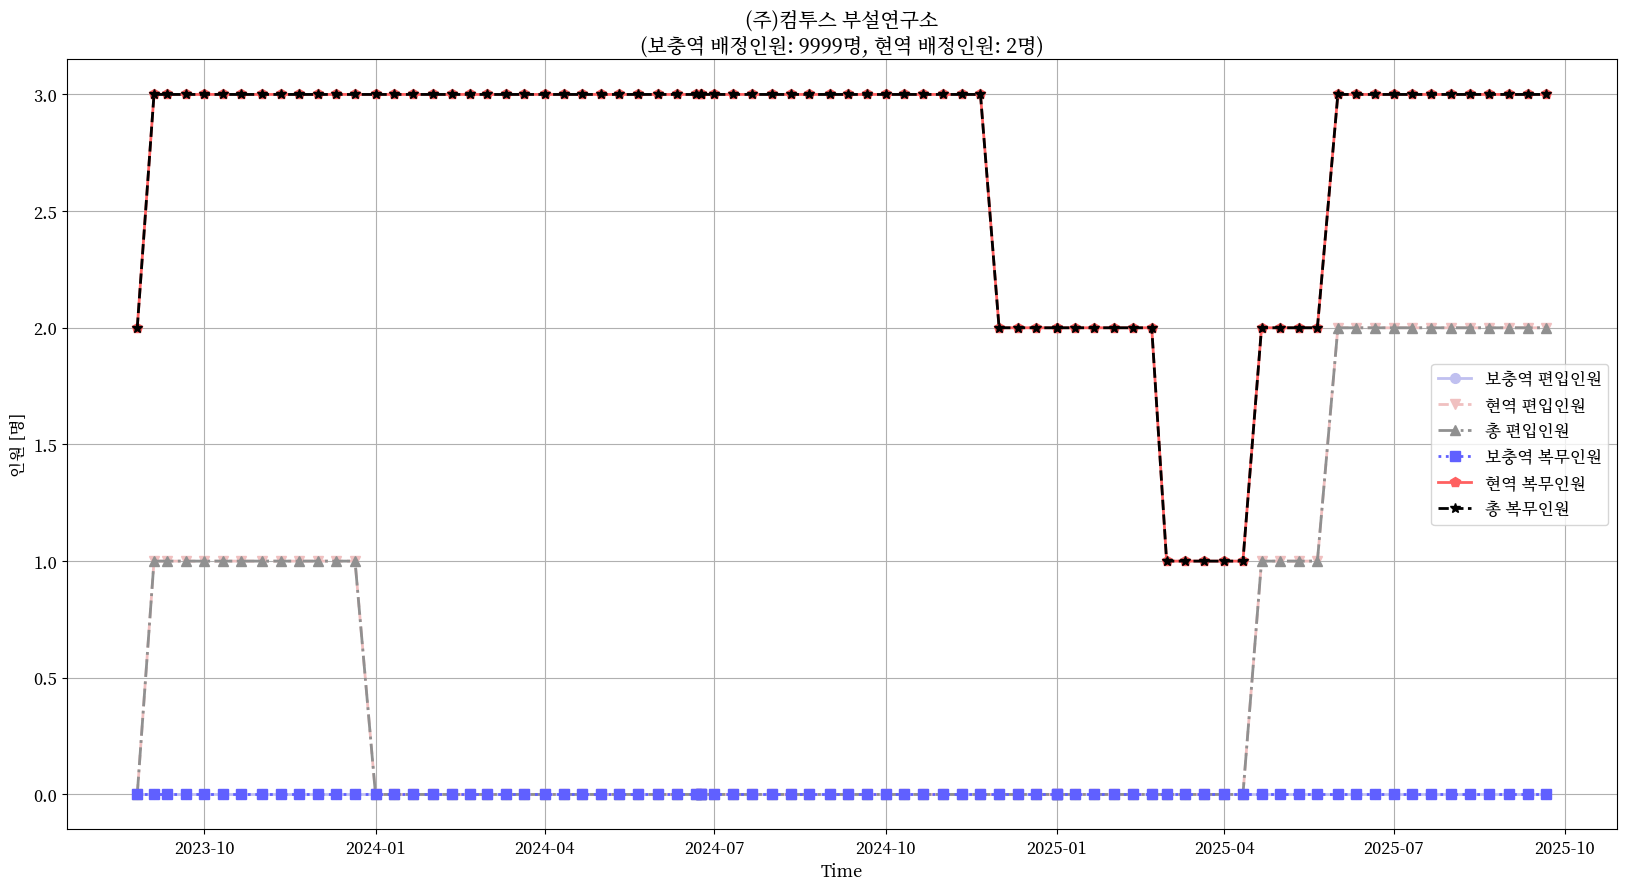 (주)컴투스 부설연구소
(보충역 배정인원: 9999명, 현역 배정인원: 2명)
3.0
2.5
2.0
1.5
1.0
0.5
0.0
인원 [명]
보충역 편입인원
현역 편입인원
총 편입인원
보충역 복무인원
현역 복무인원
총 복무인원
2023-10 2024-01 2024-04 2024-07 2024-10 2025-01 2025-04 2025-07 2025-10
Time